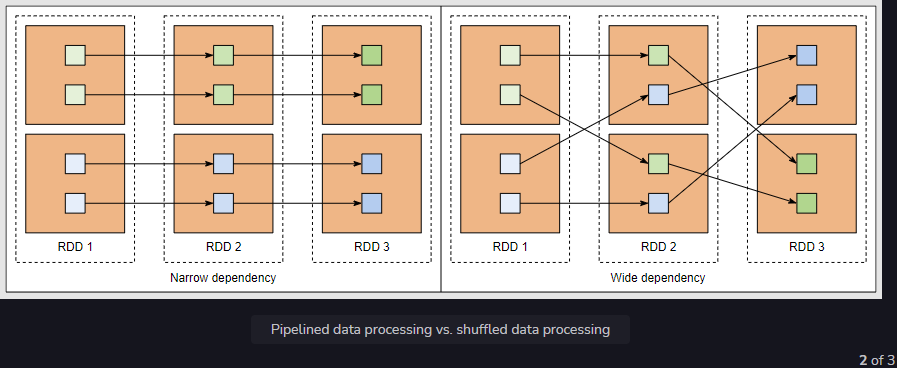 RDD 1
RDD 2
RDD 3
Narrow dependency
RDD 1
RDD 2
RDD 3
Wide dependency
Pipelined data processing vs. shuffled data processing
2 of 3